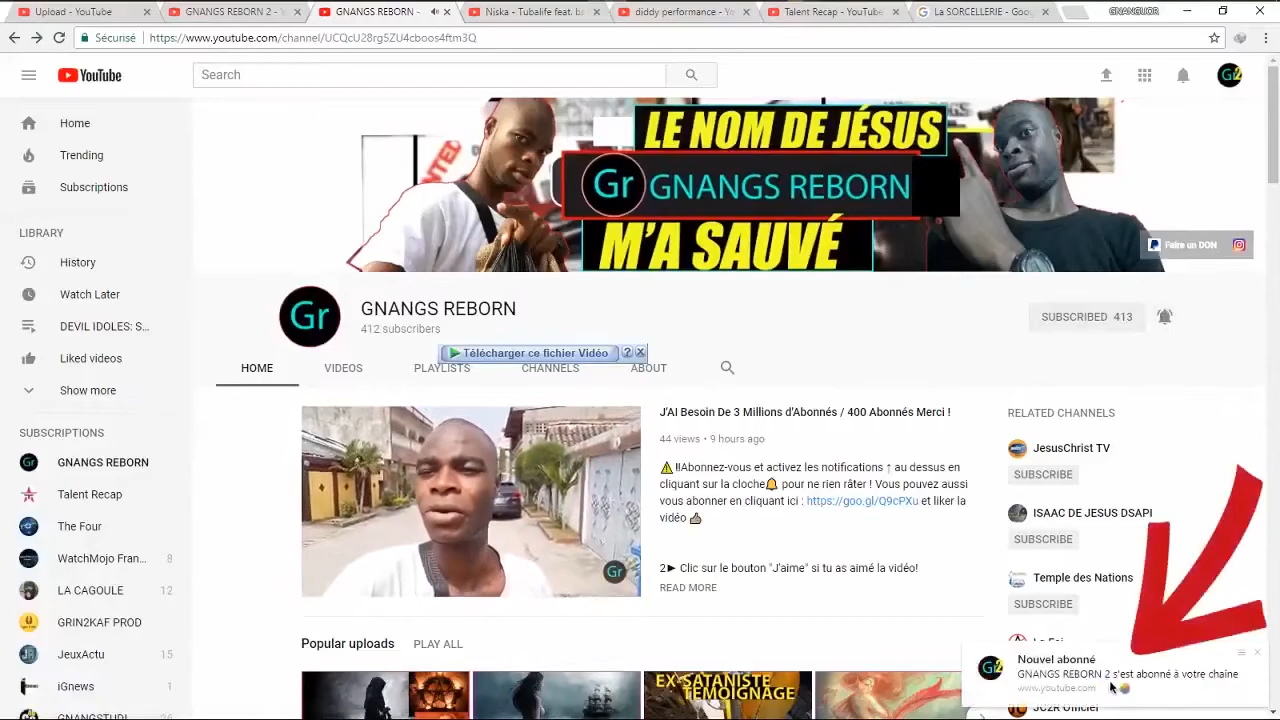 Upload - YouTube
GNANGS REBORN 2 - Y
GNANGS REBORN -
Niska - Tubalife feat. b
diddy performance - Yo
Talent Recap - YouTube
La SORCELLERIE - Goog
GNANGUOR
Sécurisé
https://www.youtube.com/channel/UCQcU28rg5ZU4cboos4ftm3Q
YouTube
Search
Gr2
Home
Trending
Subscriptions
LIBRARY
History
Watch Later
DEVIL IDOLES: S...
Liked videos
Show more
SUBSCRIPTIONS
GNANGS REBORN
Talent Recap
The Four
WatchMojo Fran... 8
LA CAGOULE 12
GRIN2KAF PROD
JeuxActu 15
iGnews 1
LE NOM DE JÉSUS
Gr GNANGS REBORN
M'A SAUVÉ
Faire un DON
Gr
GNANGS REBORN
412 subscribers
SUBSCRIBED 413
Télécharger ce fichier Vidéo
HOME VIDEOS PLAYLISTS CHANNELS ABOUT
Gr
J'AI Besoin De 3 Millions d'Abonnés / 400 Abonnés Merci !
44 views • 9 hours ago
⚠‼Abonnez-vous et activez les notifications ↑ au dessus en
cliquant sur la cloche🔔 pour ne rien râter ! Vous pouvez aussi
vous abonner en cliquant ici : https://goo.gl/Q9cPXu et liker la
vidéo 👍
2► Clic sur le bouton "J'aime" si tu as aimé la vidéo!
READ MORE
RELATED CHANNELS
JesusChrist TV
SUBSCRIBE
ISAAC DE JESUS DSAPI
SUBSCRIBE
Temple des Nations
SUBSCRIBE
Popular uploads PLAY ALL
EX-SATANISTE
TÉMOIGNAGE
Gr2
Nouvel abonné
GNANGS REBORN 2 s'est abonné à votre chaîne
www.youtube.com